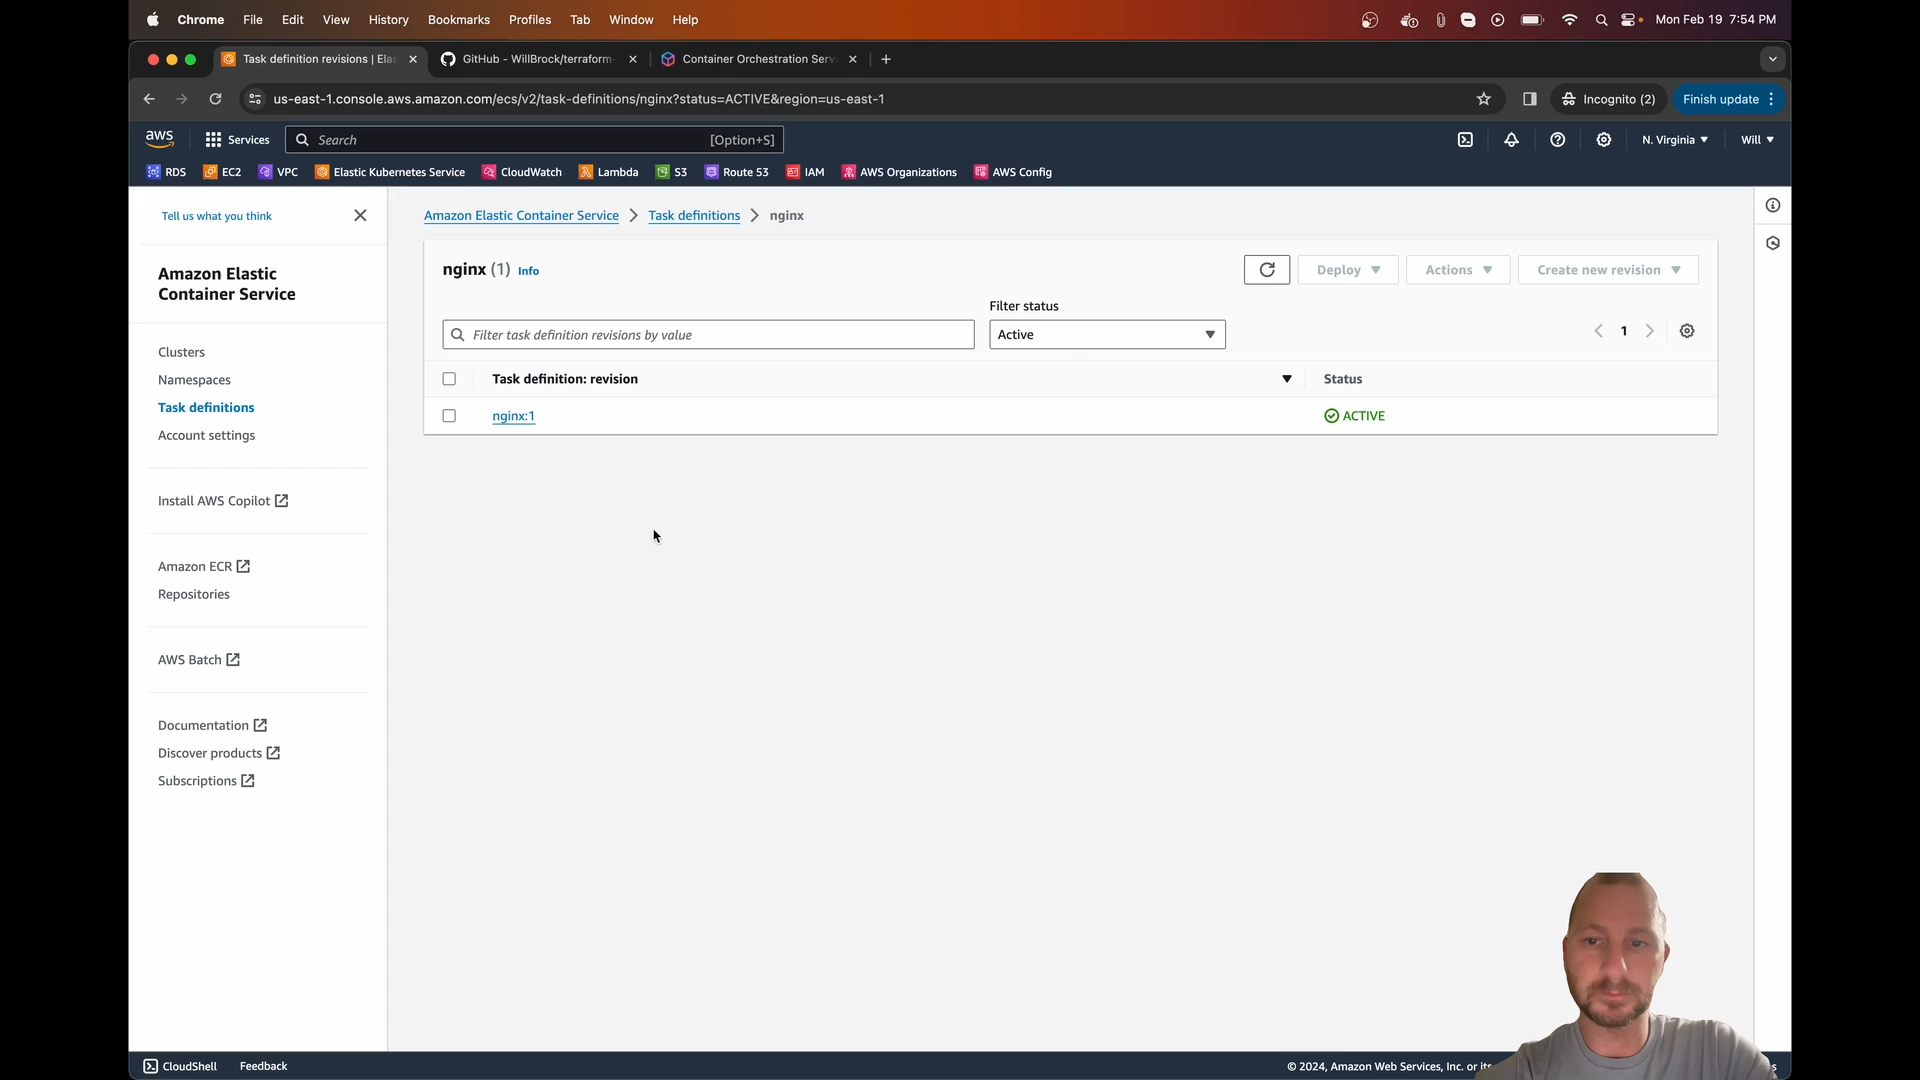 Chrome File Edit View History Bookmarks Profiles Tab Window Help Mon Feb 19 7:54 PM
Task definition revisions | Elas GitHub - WillBrock/terraform- Container Orchestration Serv
us-east-1.console.aws.amazon.com/ecs/v2/task-definitions/nginx?status=ACTIVE&region=us-east-1 Incognito (2) Finish update
aws Services Search [Option+S] N. Virginia Will
RDS EC2 VPC Elastic Kubernetes Service CloudWatch Lambda S3 Route 53 IAM AWS Organizations AWS Config
Tell us what you think
Amazon Elastic
Container Service
Clusters
Namespaces
Task definitions
Account settings
Install AWS Copilot
Amazon ECR
Repositories
AWS Batch
Documentation
Discover products
Subscriptions
Amazon Elastic Container Service > Task definitions > nginx
nginx (1) Info Deploy Actions Create new revision
Filter status
Filter task definition revisions by value Active 1
Task definition: revision Status
nginx:1 ACTIVE
CloudShell Feedback © 2024, Amazon Web Services, Inc. or its